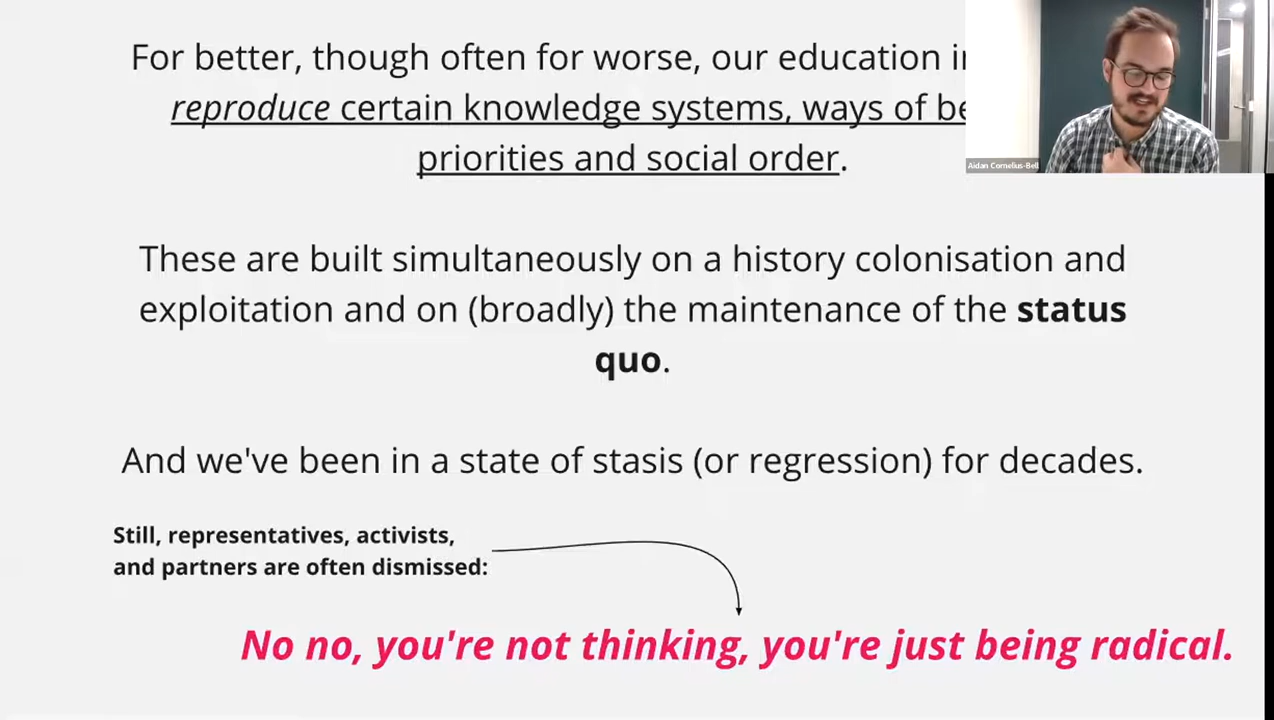 For better, though often for worse, our education
reproduce certain knowledge systems, ways of
priorities and social order.
These are built simultaneously on a history colonisation and
exploitation and on (broadly) the maintenance of the status
quo.
And we've been in a state of stasis (or regression) for decades.
Still, representatives, activists,
and partners are often dismissed:
No no, you're not thinking, you're just being radical.
Aidan Cornelius-Bell